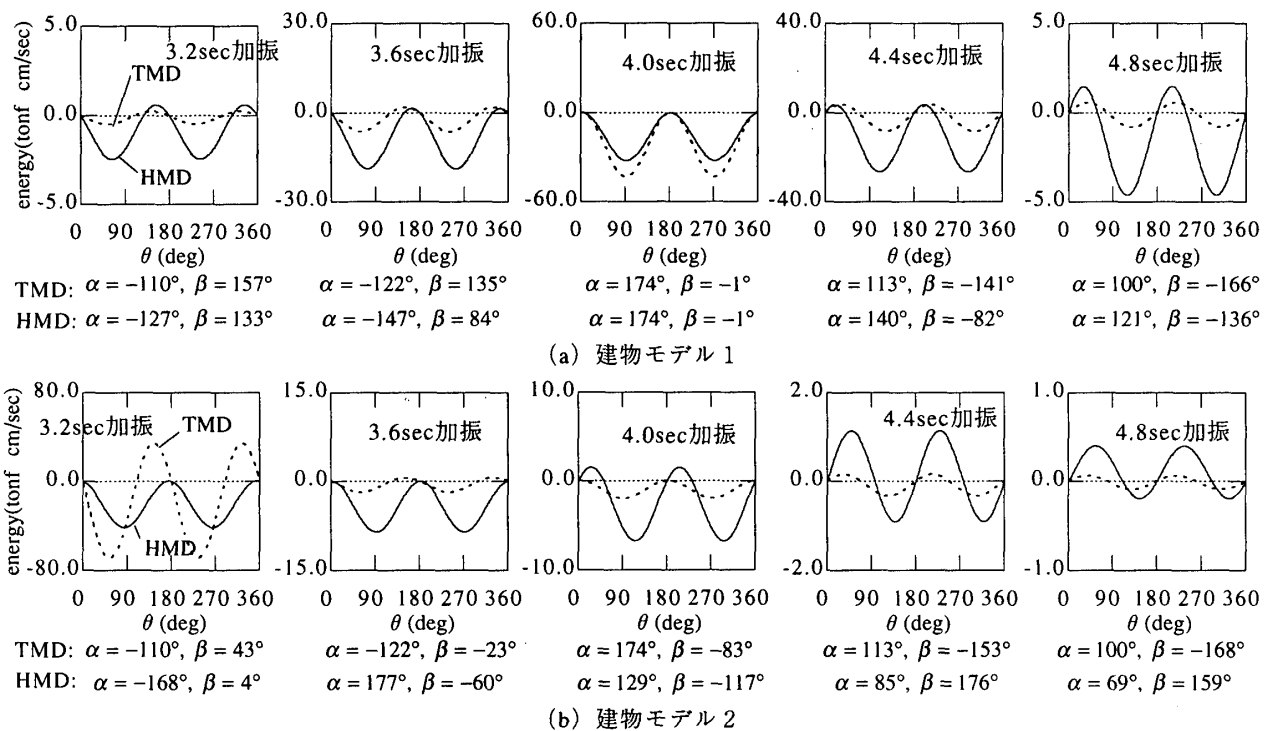 5.0 30.0 60.0 40.0 5.0
3.2sec加振 3.6sec加振 4.0sec加振 4.4sec加振 4.8sec加振
TMD
energy(tonf cm/sec)
0.0 0.0 0.0 0.0 0.0
HMD
-5.0 -30.0 -60.0 -40.0 -5.0
0 90 180 270 360 0 90 180 270 360 0 90 180 270 360 0 90 180 270 360 0 90 180 270 360
θ (deg) θ (deg) θ (deg) θ (deg) θ (deg)
TMD: α = -110°, β = 157° α = -122°, β = 135° α = 174°, β = -1° α = 113°, β = -141° α = 100°, β = -166°
HMD: α = -127°, β = 133° α = -147°, β = 84° α = 174°, β = -1° α = 140°, β = -82° α = 121°, β = -136°
(a) 建物モデル 1
80.0 15.0 10.0 2.0 1.0
3.2sec加振 3.6sec加振 4.0sec加振 4.4sec加振 4.8sec加振
TMD
energy(tonf cm/sec)
0.0 0.0 0.0 0.0 0.0
HMD
-80.0 -15.0 -10.0 -2.0 -1.0
0 90 180 270 360 0 90 180 270 360 0 90 180 270 360 0 90 180 270 360 0 90 180 270 360
θ (deg) θ (deg) θ (deg) θ (deg) θ (deg)
TMD: α = -110°, β = 43° α = -122°, β = -23° α = 174°, β = -83° α = 113°, β = -153° α = 100°, β = -168°
HMD: α = -168°, β = 4° α = 177°, β = -60° α = 129°, β = -117° α = 85°, β = 176° α = 69°, β = 159°
(b) 建物モデル 2